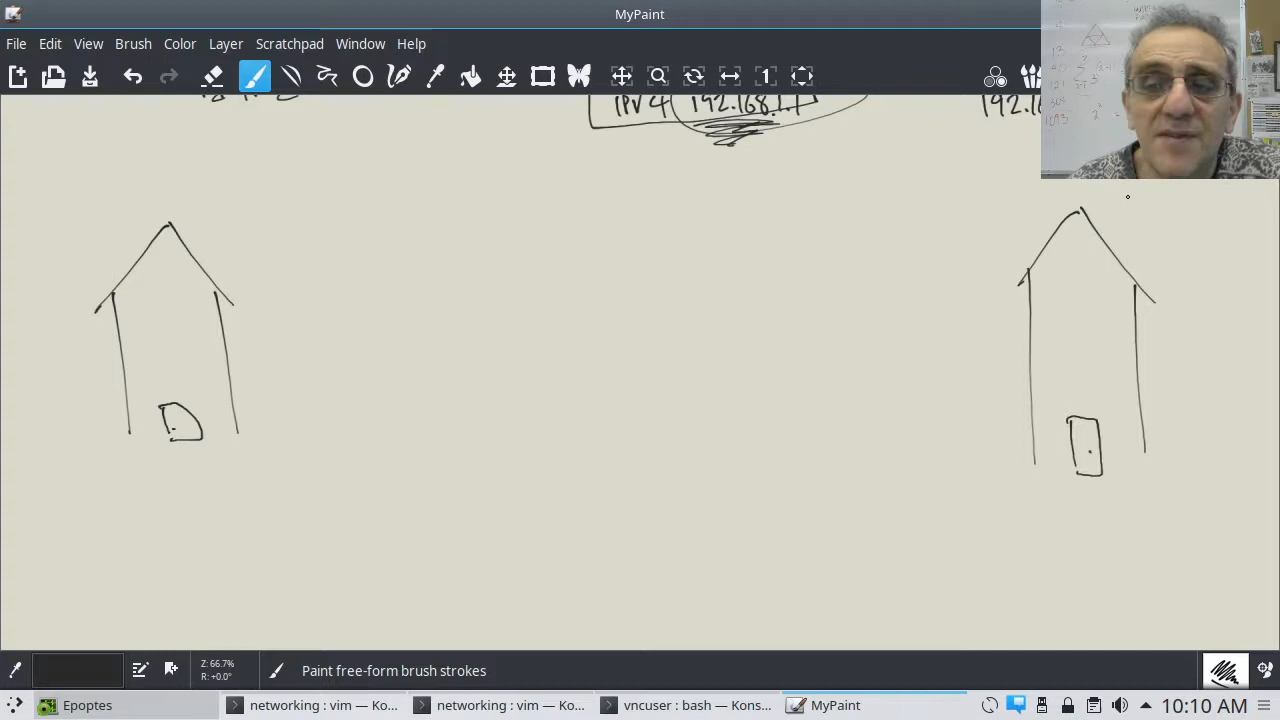 MyPaint
File Edit View Brush Color Layer Scratchpad Window Help
IPv4 192.168.1.1
192.16
Z: 66.7%
R: +0.0°
Paint free-form brush strokes
Epoptes
networking : vim — Ko...
networking : vim — Ko...
vncuser : bash — Kons...
MyPaint
10:10 AM